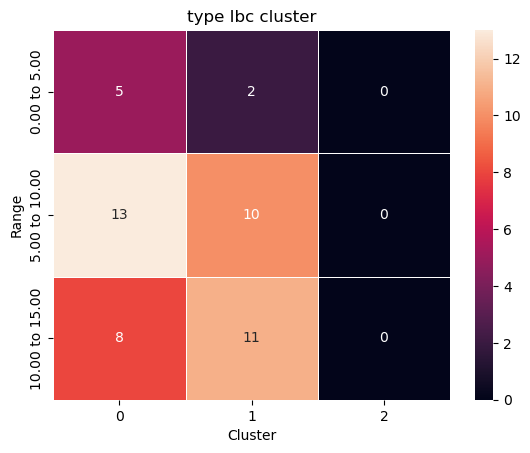 type Ibc cluster
Range
0.00 to 5.00
5.00 to 10.00
10.00 to 15.00
5 2 0
13 10 0
8 11 0
0 1 2
Cluster
12
10
8
6
4
2
0